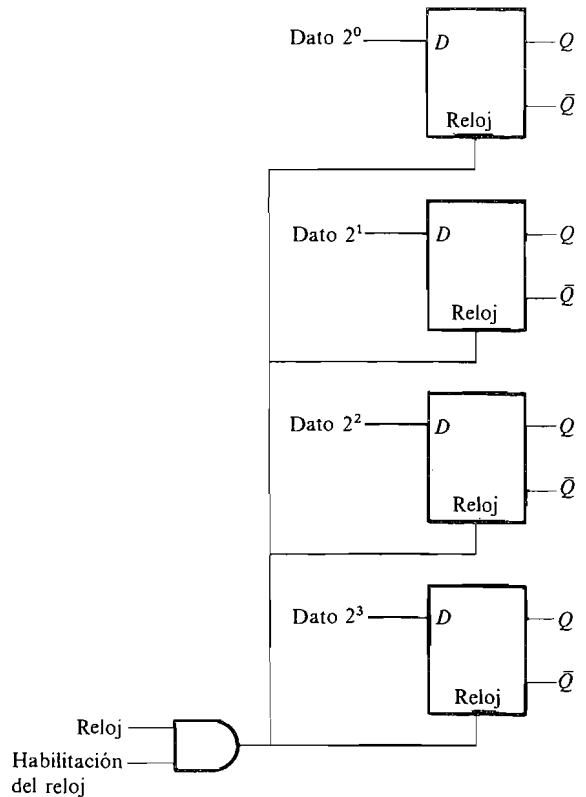 Dato 2⁰ D Q
Q̄
Reloj
Dato 2¹ D Q
Q̄
Reloj
Dato 2² D Q
Q̄
Reloj
Dato 2³ D Q
Q̄
Reloj
Reloj
Habilitación
del reloj